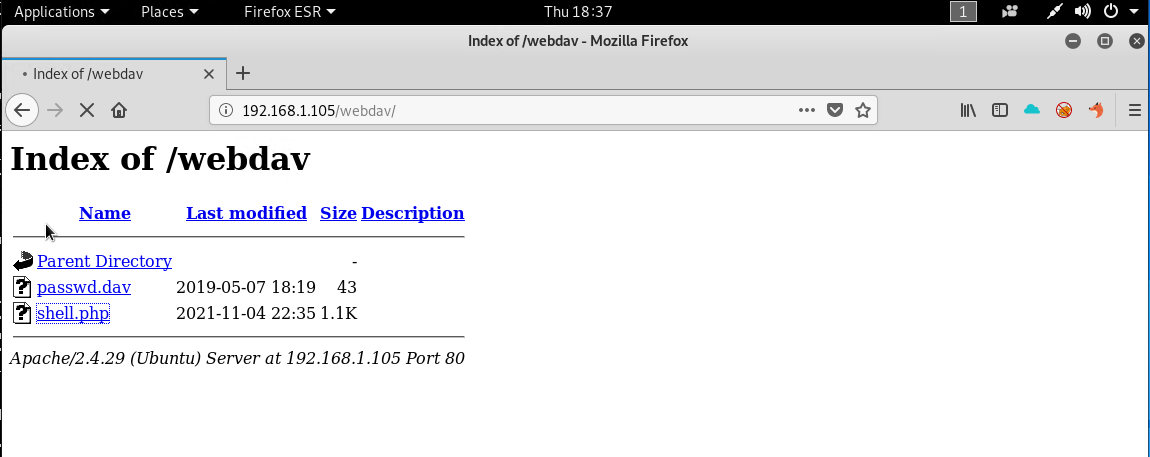 Applications Places Firefox ESR Thu 18:37 1
Index of /webdav - Mozilla Firefox
Index of /webdav
192.168.1.105/webdav/
Index of /webdav
Name Last modified Size Description
Parent Directory -
passwd.dav 2019-05-07 18:19 43
shell.php 2021-11-04 22:35 1.1K
Apache/2.4.29 (Ubuntu) Server at 192.168.1.105 Port 80